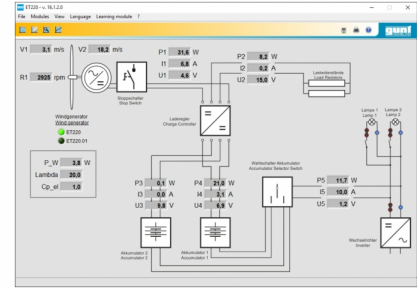 ET220 - v. 16.1.2.0
File Modules View Language Learning module ?
gunt
V1 3,1 m/s V2 18,2 m/s
R1 2925 rpm
Windgenerator
Wind generator
ET220
ET220.01
P_W 3,8 W
Lambda 20,0
Cp_el 1,0
Stoppschalter
Stop Switch
P1 31,6 W
I1 6,8 A
U1 4,6 V
P2 8,2 W
I2 0,2 A
U2 15,0 V
Lastwiderstände
Load Resistors
Laderegler
Charge Controller
Lampe 1
Lamp 1
Lampe 2
Lamp 2
P3 0,1 W
I3 0,0 A
U3 9,8 V
P4 21,0 W
I4 3,1 A
U4 6,9 V
Wahlschalter Akkumulator
Accumulator Selector Switch
P5 11,7 W
I5 10,0 A
U5 1,2 V
Akkumulator 2
Accumulator 2
Akkumulator 1
Accumulator 1
Wechselrichter
Inverter